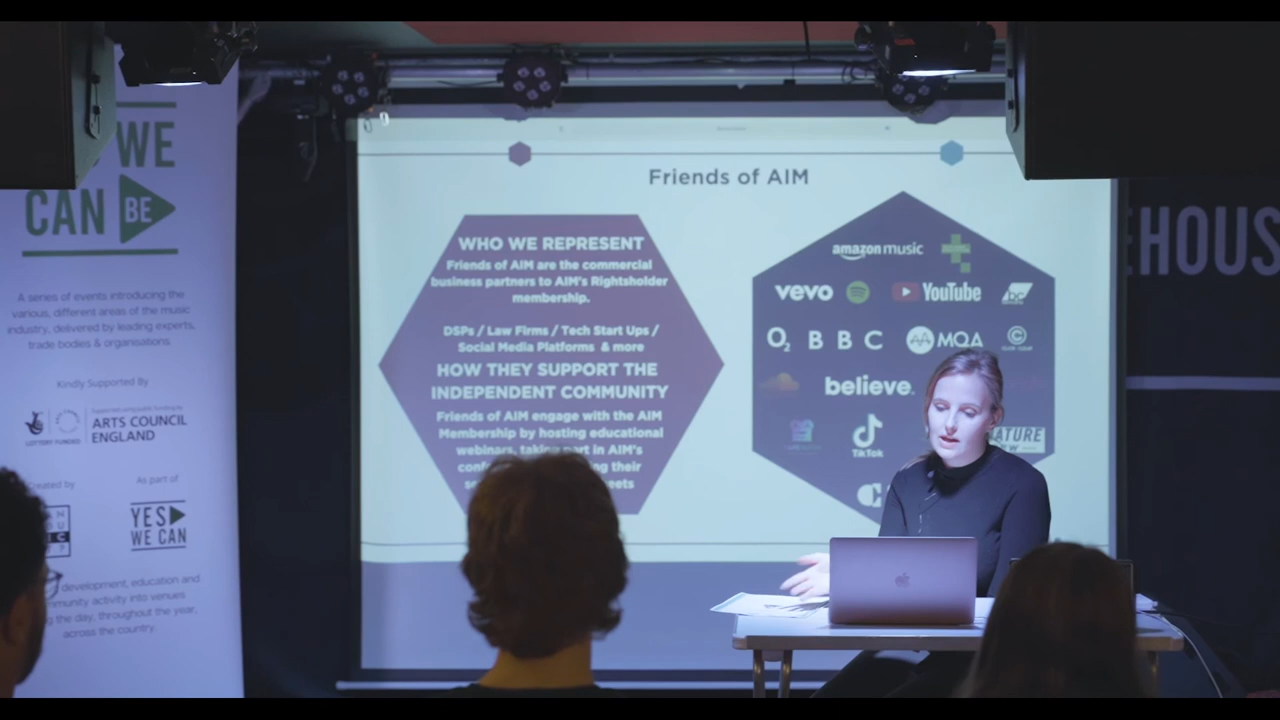 WE
CAN BE
A series of events introducing the
various, different areas of the music
industry, delivered by leading experts,
trade bodies & organisations.
Kindly Supported By
LOTTERY FUNDED
ARTS COUNCIL
ENGLAND
Created by
As part of
YES
WE CAN
development, education and
community activity into venues
the day, throughout the year,
across the country.
Friends of AIM
WHO WE REPRESENT
Friends of AIM are the commercial
business partners to AIM's Rightsholder
membership.
DSPs / Law Firms / Tech Start Ups /
Social Media Platforms & more
HOW THEY SUPPORT THE
INDEPENDENT COMMUNITY
Friends of AIM engage with the AIM
Membership by hosting educational
webinars, taking part in AIM's
their
amazon music
vevo
YouTube
O2 BBC MQA
believe.
TikTok
HOUS